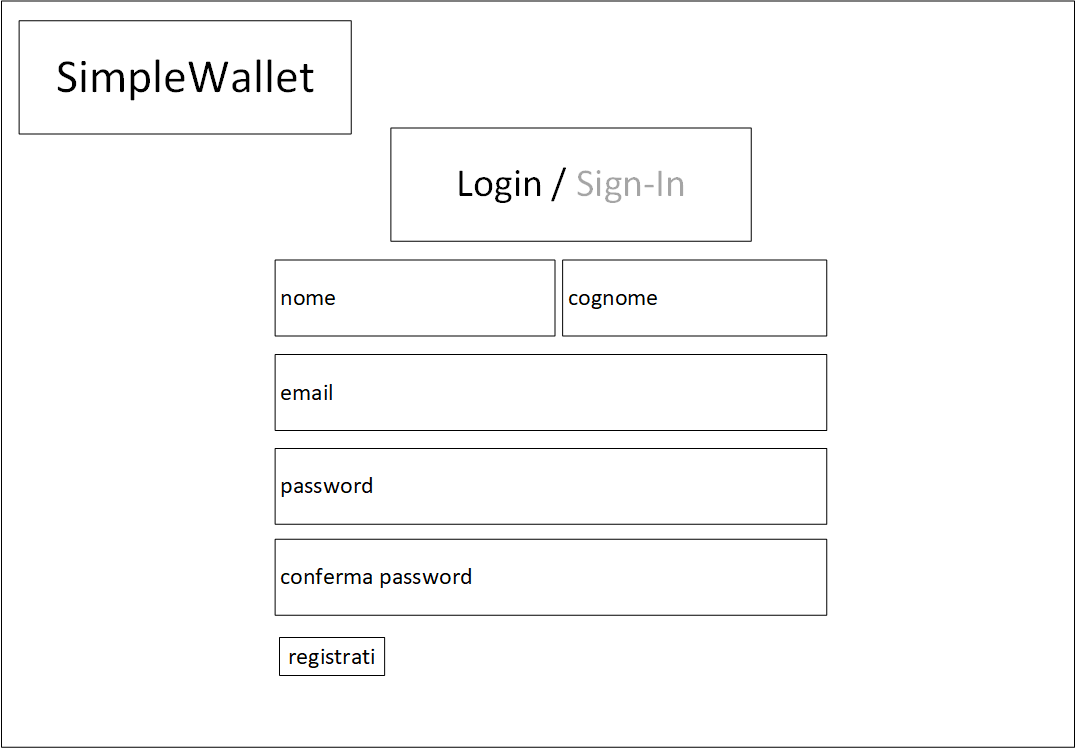 SimpleWallet
Login / Sign-In
nome
cognome
email
password
conferma password
registrati